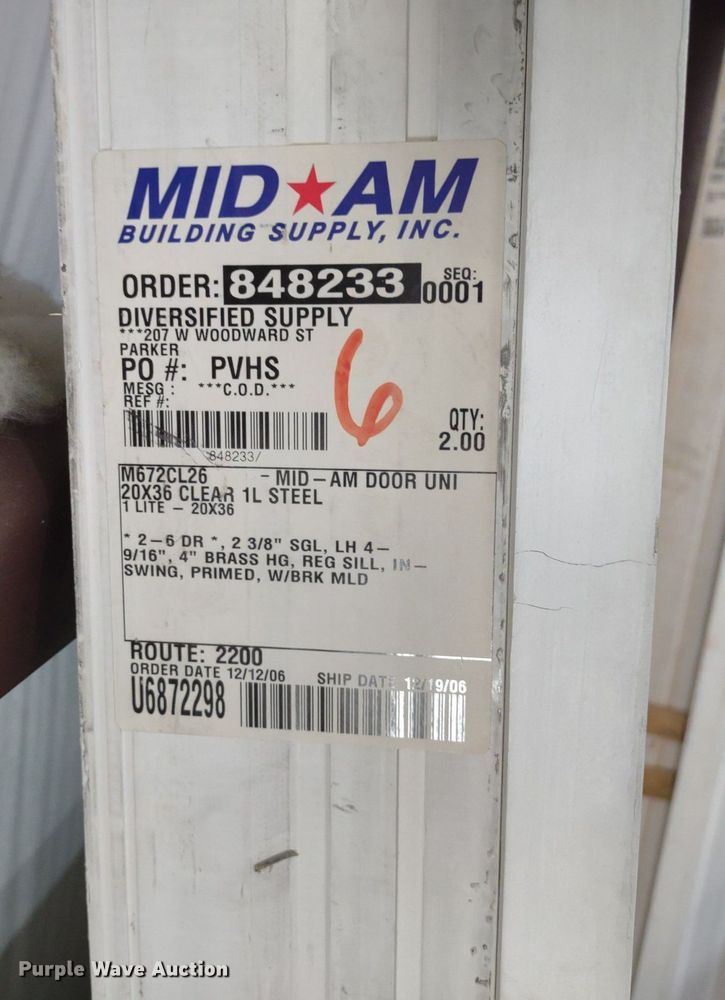 MID★AM
BUILDING SUPPLY, INC.
ORDER: 848233 SEQ: 0001
DIVERSIFIED SUPPLY
***207 W WOODWARD ST
PARKER
PO #: PVHS
MESG : ***C.O.D.***
REF #:
6
QTY:
2.00
848233/
M672CL26 - MID-AM DOOR UNI
20X36 CLEAR 1L STEEL
1 LITE - 20X36
* 2-6 DR *, 2 3/8" SGL, LH 4-
9/16", 4" BRASS HG, REG SILL, IN-
SWING, PRIMED, W/BRK MLD
ROUTE: 2200
ORDER DATE 12/12/06 SHIP DATE 12/19/06
U6872298
Purple Wave Auction